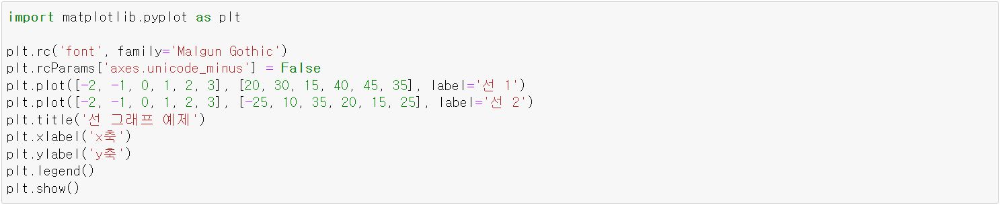 import matplotlib.pyplot as plt
plt.rc('font', family='Malgun Gothic')
plt.rcParams['axes.unicode_minus'] = False
plt.plot([-2, -1, 0, 1, 2, 3], [20, 30, 15, 40, 45, 35], label='선 1')
plt.plot([-2, -1, 0, 1, 2, 3], [-25, 10, 35, 20, 15, 25], label='선 2')
plt.title('선 그래프 예제')
plt.xlabel('x축')
plt.ylabel('y축')
plt.legend()
plt.show()